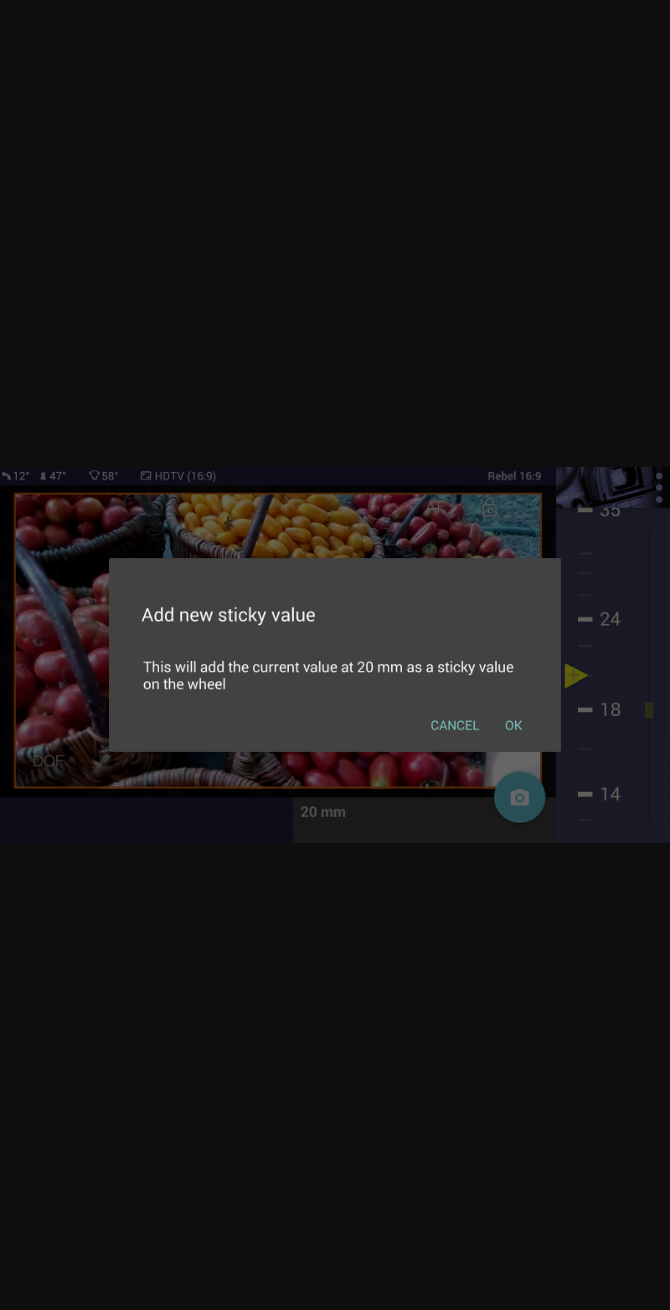 12° 47° 58° HDTV (16:9) Rebel 16:9
35
AF
24
Add new sticky value
This will add the current value at 20 mm as a sticky value
on the wheel
18
CANCEL OK
DOF
14
20 mm